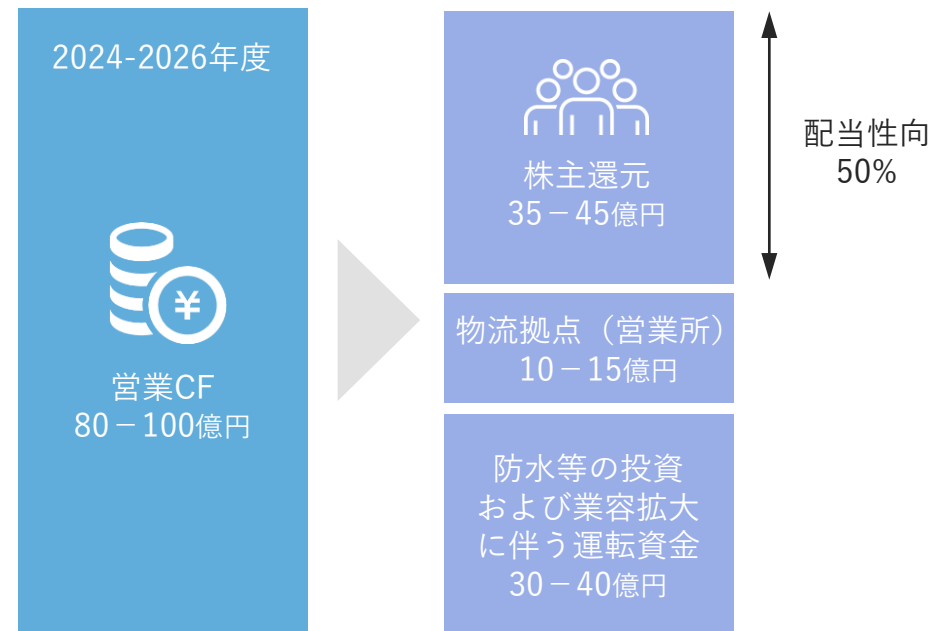 2024-2026年度
¥
営業CF
80－100億円
株主還元
35－45億円
配当性向
50%
物流拠点（営業所）
10－15億円
防水等の投資
および業容拡大
に伴う運転資金
30－40億円